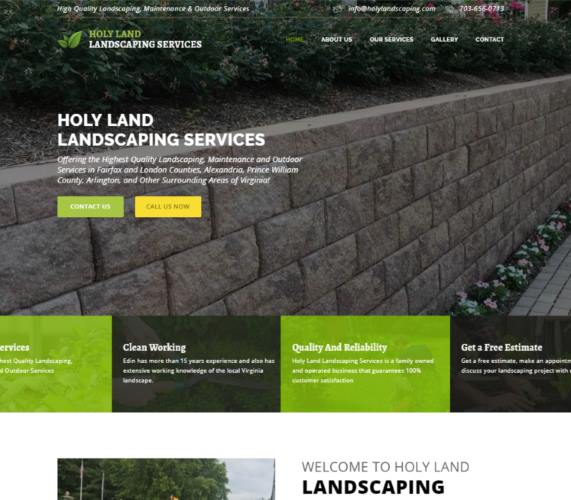 High Quality Landscaping, Maintenance & Outdoor Services
info@holylandscaping.com
703-656-0713
HOLY LAND
LANDSCAPING SERVICES
HOME
ABOUT US
OUR SERVICES
GALLERY
CONTACT
HOLY LAND
LANDSCAPING SERVICES
Offering the Highest Quality Landscaping, Maintenance and Outdoor
Services in Fairfax and London Counties, Alexandria, Prince William
County, Arlington, and Other Surrounding Areas of Virginia!
CONTACT US
CALL US NOW
ervices
hest Quality Landscaping,
d Outdoor Services
Clean Working
Edin has more than 15 years experience and also has
extensive working knowledge of the local Virginia
landscape.
Quality And Reliability
Holy Land Landscaping Services is a family owned
and operated business that guarantees 100%
customer satisfaction
Get a Free Estimate
Get a free estimate, make an appointm
discuss your landscaping project with
WELCOME TO HOLY LAND
LANDSCAPING